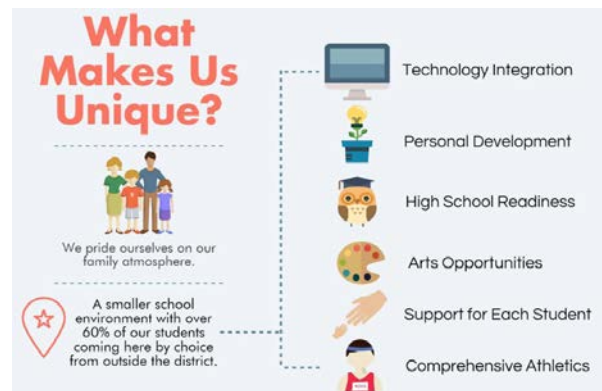 What
Makes Us
Unique?
We pride ourselves on our
family atmosphere.
A smaller school
environment with over
60% of our students
coming here by choice
from outside the district.
Technology Integration
Personal Development
High School Readiness
Arts Opportunities
Support for Each Student
Comprehensive Athletics